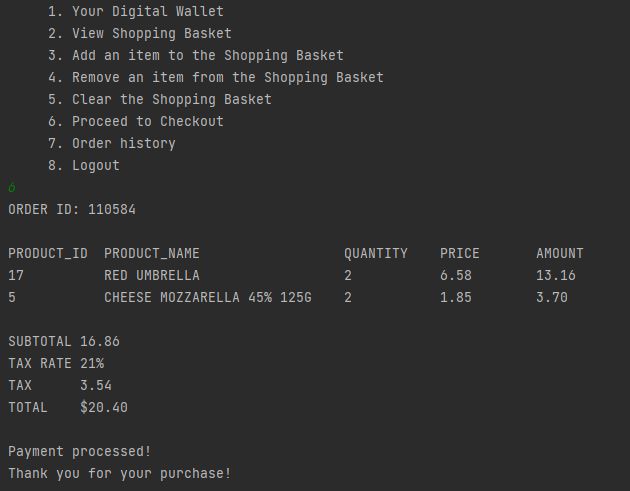 1. Your Digital Wallet
2. View Shopping Basket
3. Add an item to the Shopping Basket
4. Remove an item from the Shopping Basket
5. Clear the Shopping Basket
6. Proceed to Checkout
7. Order history
8. Logout
6
ORDER ID: 110584
PRODUCT_ID PRODUCT_NAME QUANTITY PRICE AMOUNT
17 RED UMBRELLA 2 6.58 13.16
5 CHEESE MOZZARELLA 45% 125G 2 1.85 3.70
SUBTOTAL 16.86
TAX RATE 21%
TAX 3.54
TOTAL $20.40
Payment processed!
Thank you for your purchase!